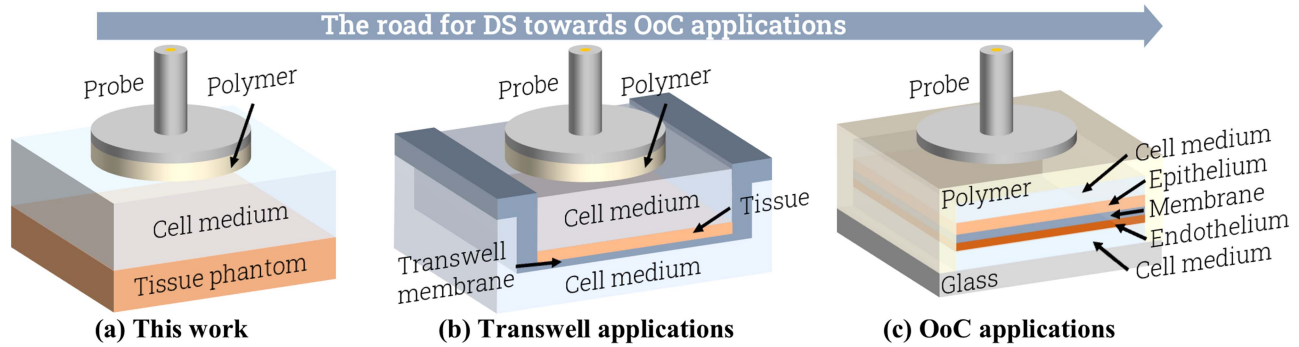 The road for DS towards OoC applications
Probe
Polymer
Cell medium
Tissue phantom
(a) This work
Probe
Polymer
Cell medium
Tissue
Transwell
membrane
Cell medium
(b) Transwell applications
Probe
Polymer
Cell medium
Epithelium
Membrane
Endothelium
Cell medium
Glass
(c) OoC applications